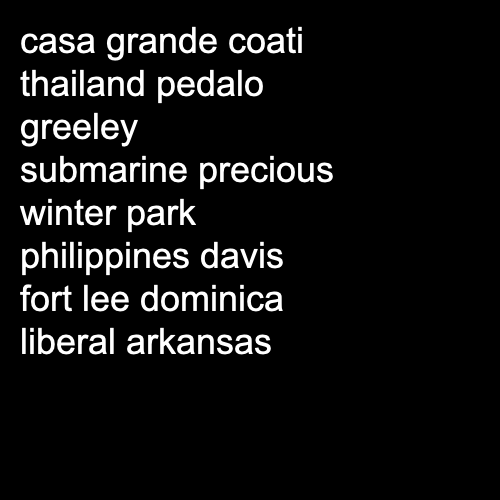 casa grande coati
thailand pedalo
greeley
submarine precious
winter park
philippines davis
fort lee dominica
liberal arkansas